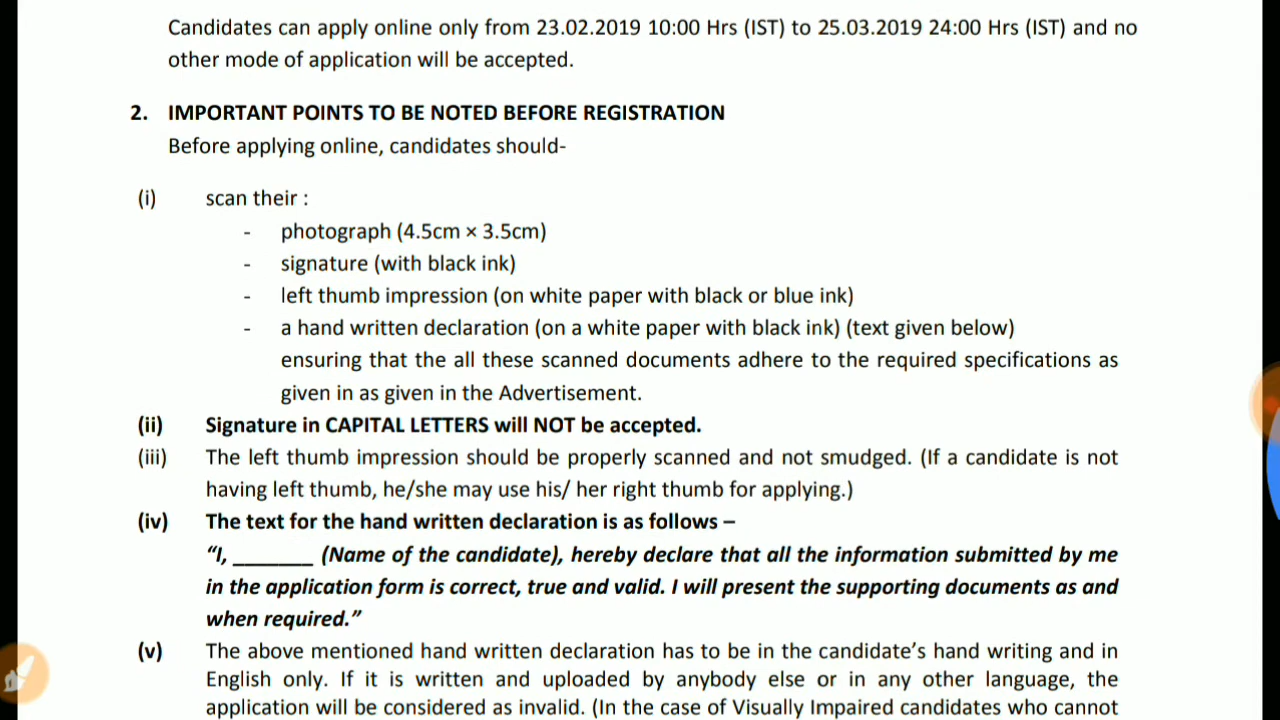 Candidates can apply online only from 23.02.2019 10:00 Hrs (IST) to 25.03.2019 24:00 Hrs (IST) and no
other mode of application will be accepted.
2. IMPORTANT POINTS TO BE NOTED BEFORE REGISTRATION
Before applying online, candidates should-
(i) scan their :
- photograph (4.5cm × 3.5cm)
- signature (with black ink)
- left thumb impression (on white paper with black or blue ink)
- a hand written declaration (on a white paper with black ink) (text given below)
ensuring that the all these scanned documents adhere to the required specifications as
given in as given in the Advertisement.
(ii) Signature in CAPITAL LETTERS will NOT be accepted.
(iii) The left thumb impression should be properly scanned and not smudged. (If a candidate is not
having left thumb, he/she may use his/ her right thumb for applying.)
(iv) The text for the hand written declaration is as follows –
“I, _______ (Name of the candidate), hereby declare that all the information submitted by me
in the application form is correct, true and valid. I will present the supporting documents as and
when required.”
(v) The above mentioned hand written declaration has to be in the candidate’s hand writing and in
English only. If it is written and uploaded by anybody else or in any other language, the
application will be considered as invalid. (In the case of Visually Impaired candidates who cannot